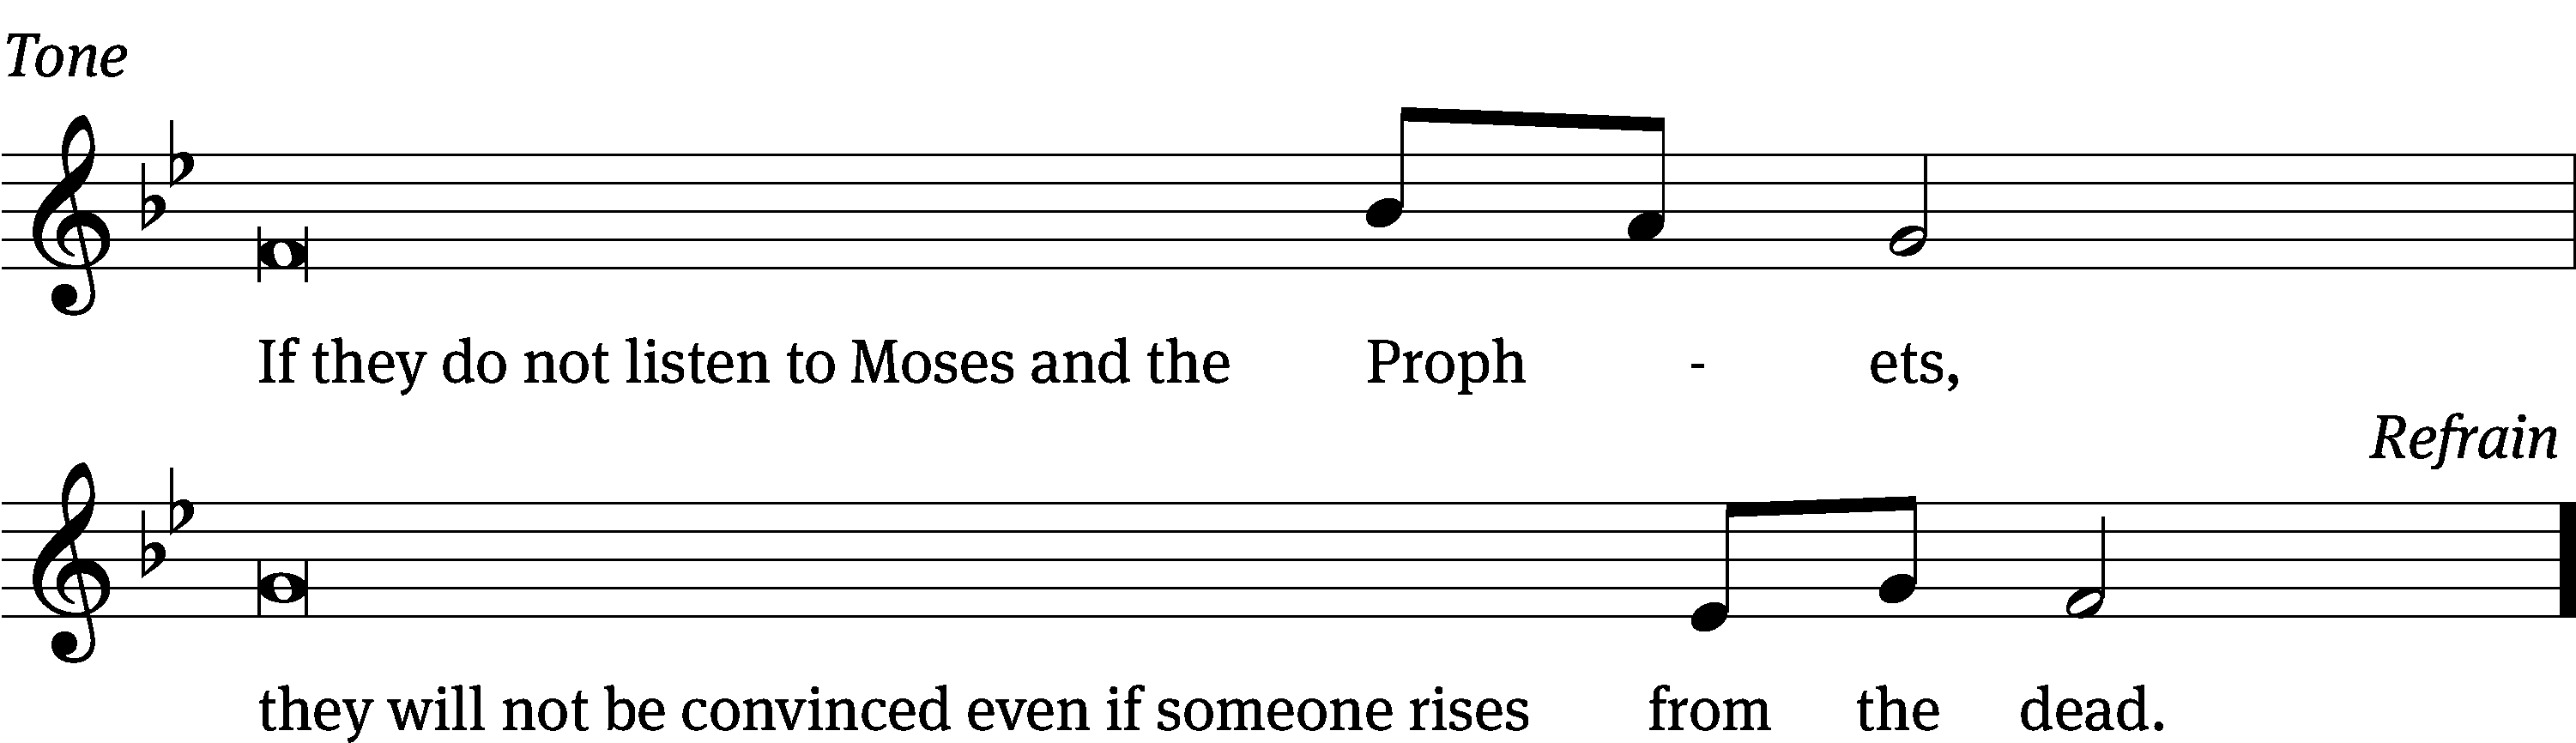 Tone
If they do not listen to Moses and the Proph - ets,
Refrain
they will not be convinced even if someone rises from the dead.